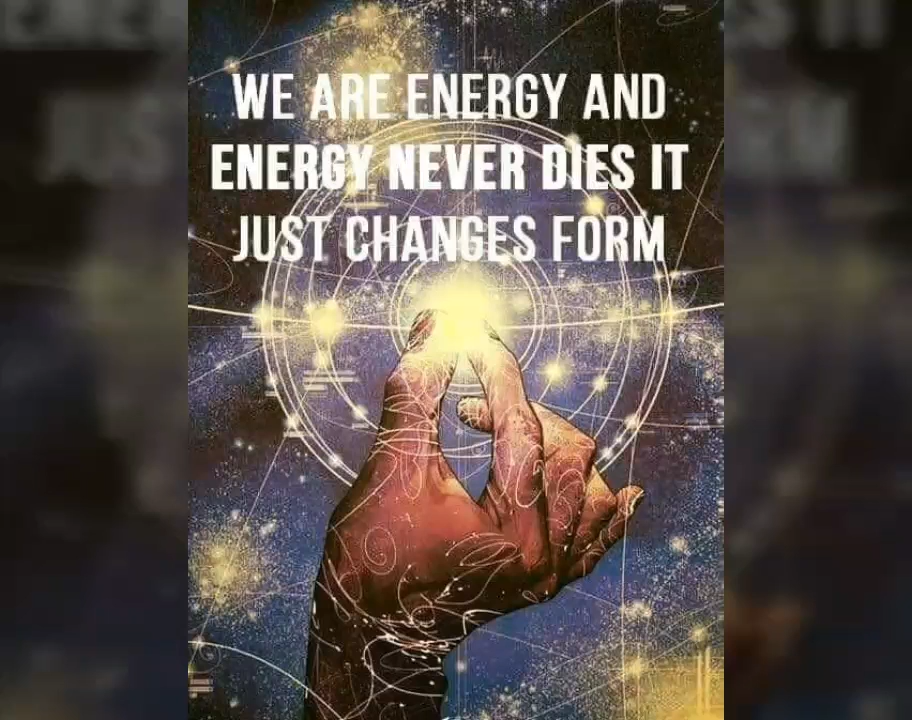 WE ARE ENERGY AND
ENERGY NEVER DIES IT
JUST CHANGES FORM